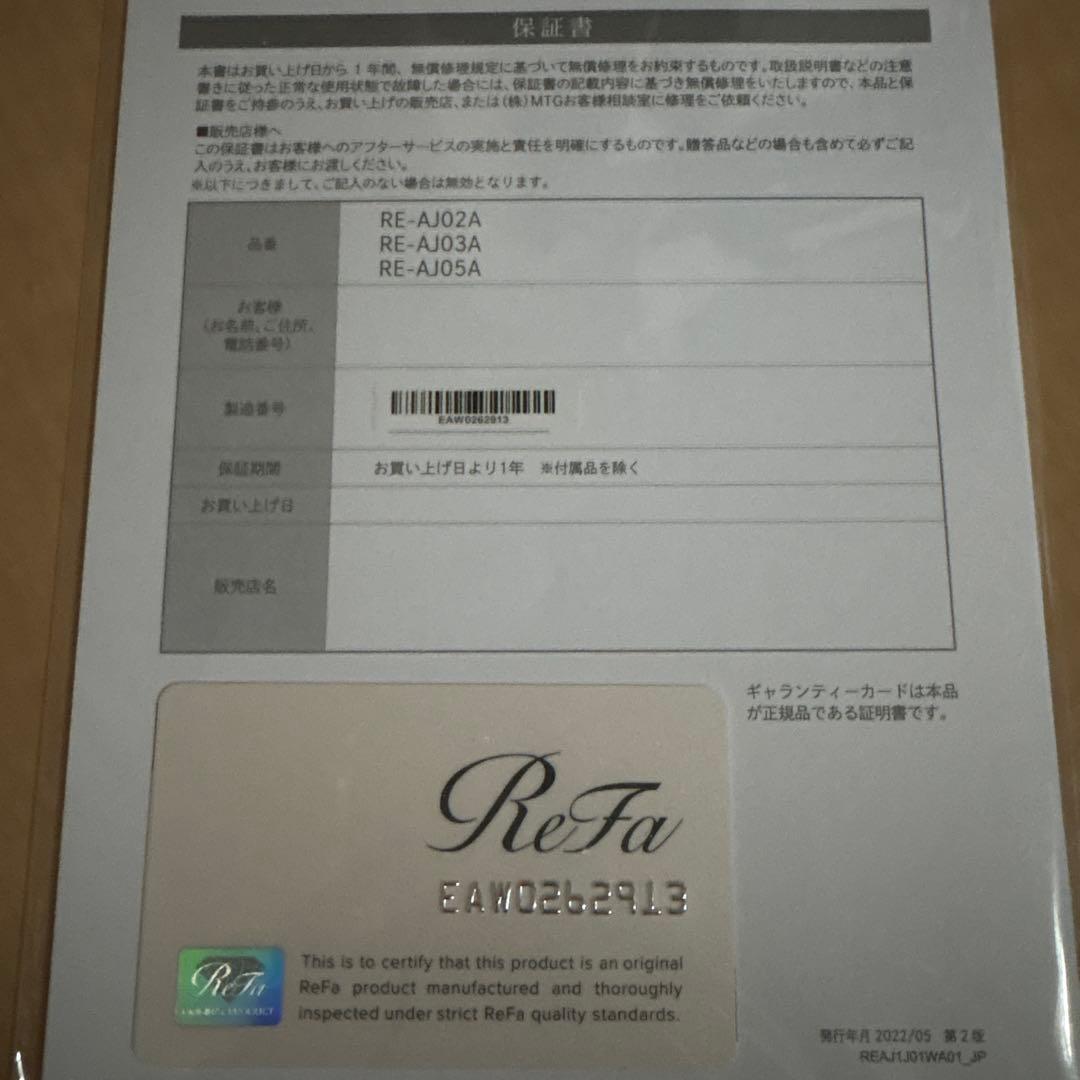 保証書
本書はお買い上げ日から 1 年間、無償修理規定に基づいて無償修理をお約束するものです。取扱説明書などの注意
書きに従った正常な使用状態で故障した場合には、保証書の記載内容に基づき無償修理をいたしますので、本品と保
証書をご持参のうえ、お買い上げの販売店、または(株)MTGお客様相談室に修理をご依頼ください。
■販売店様へ
この保証書はお客様へのアフターサービスの実施と責任を明確にするものです。贈答品などの場合も含めて必ずご記
入のうえ、お客様にお渡しください。
※以下につきまして、ご記入のない場合は無効となります。
品番
RE-AJ02A
RE-AJ03A
RE-AJ05A
お客様
(お名前、ご住所、
電話番号)
製造番号
EAW0262913
保証期間
お買い上げ日より1年 ※付属品を除く
お買い上げ日
販売店名
ギャランティーカードは本品
が正規品である証明書です。
ReFa
EAW0262913
ReFa
This is to certify that this product is an original
ReFa product manufactured and thoroughly
inspected under strict ReFa quality standards.
発行年月 2022/05 第2版
REAJ1J01WA01_JP